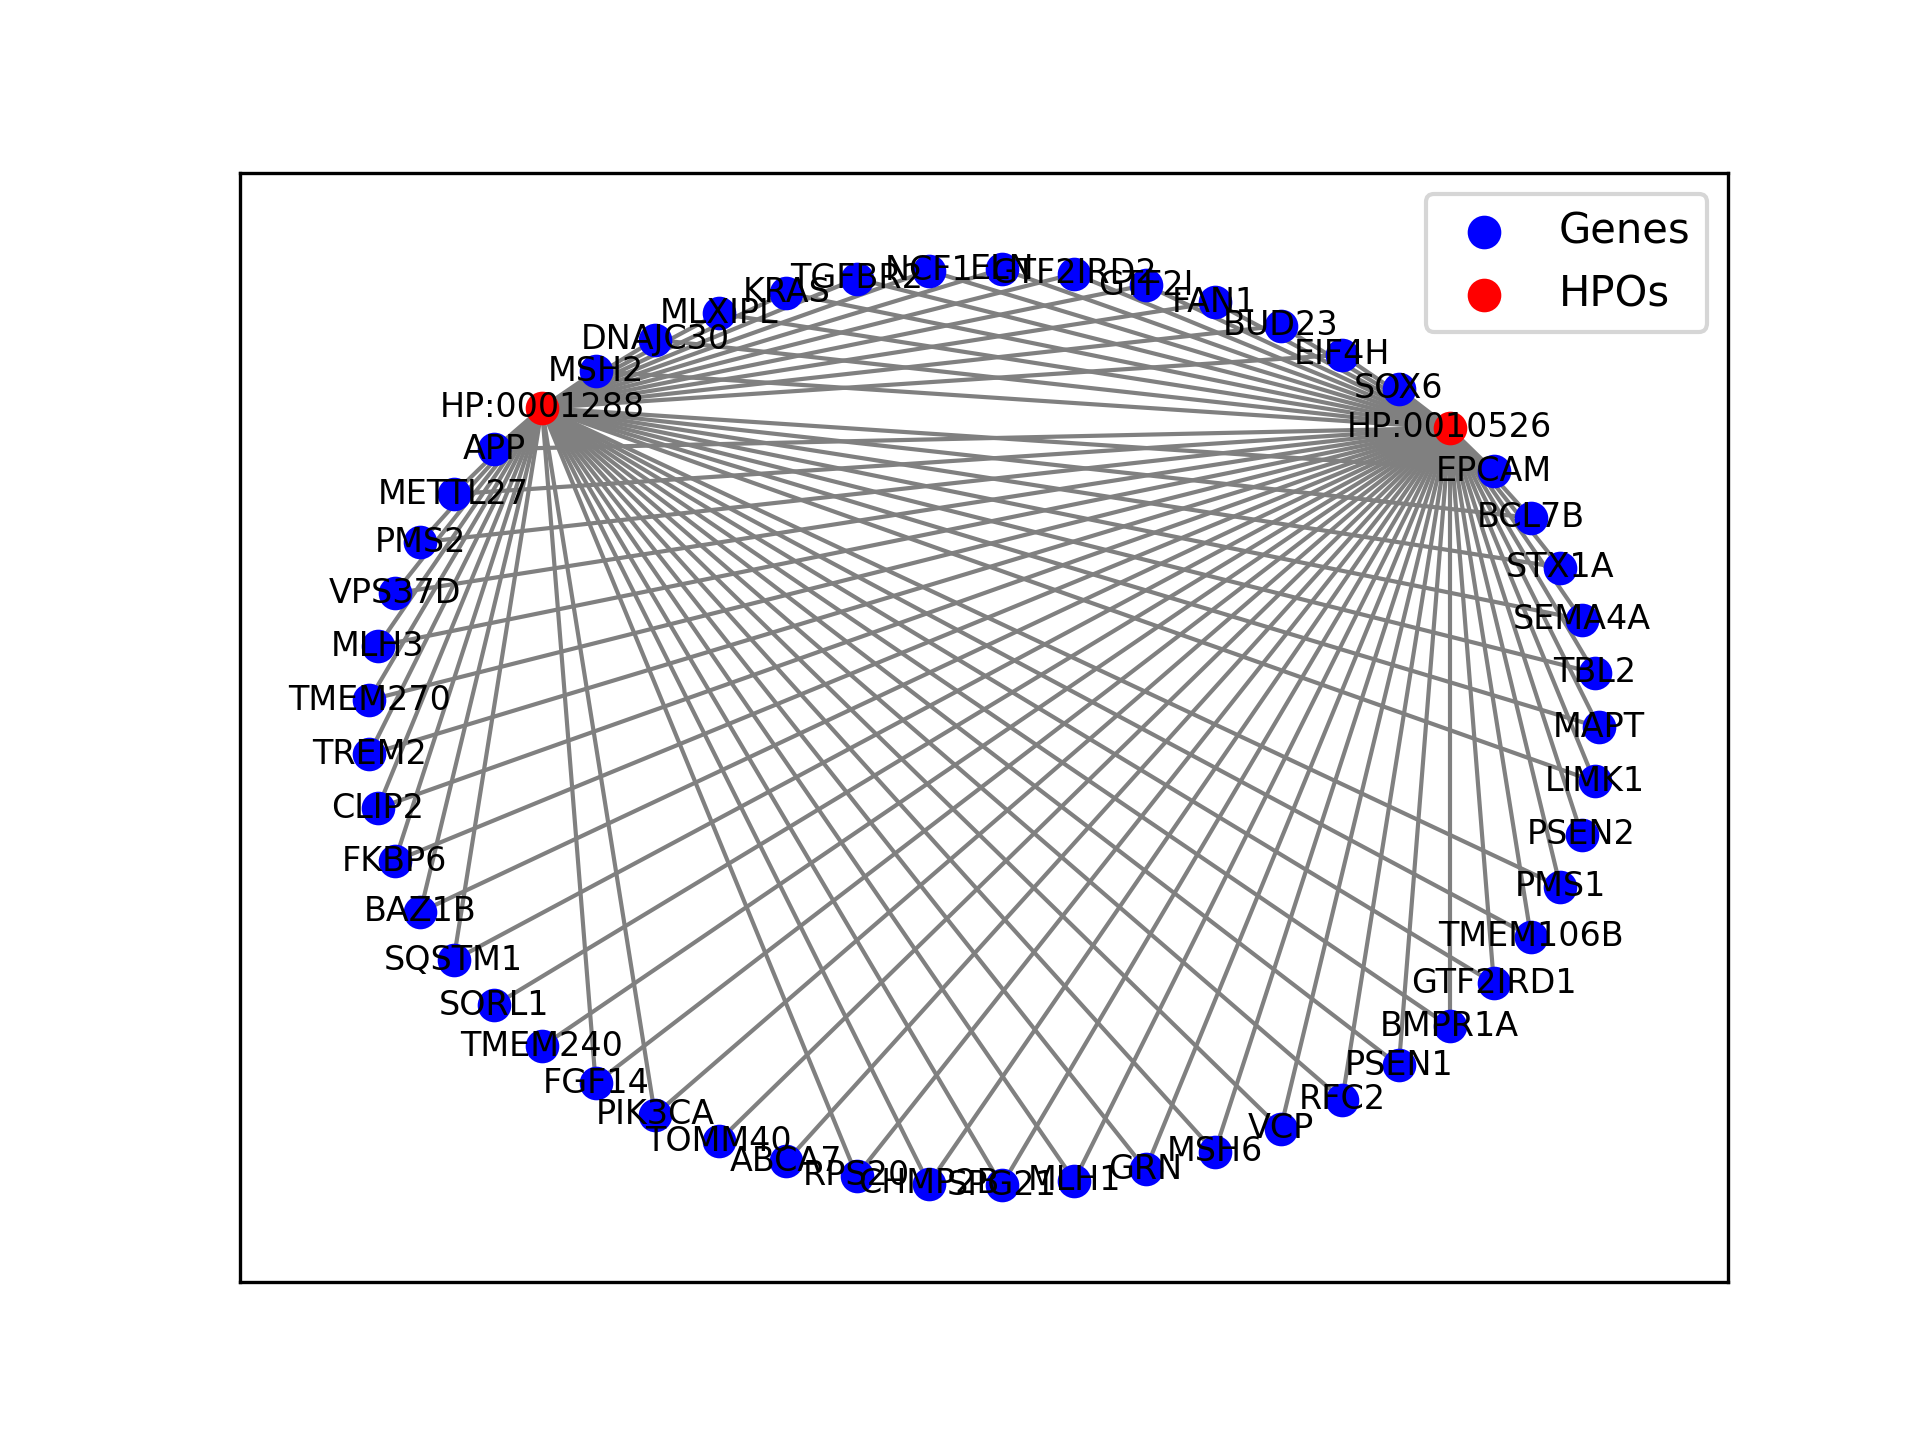 Genes
HPOs
ELN
NCF1
GTF2IRD2
TGFBR2
GTF2I
KRAS
FAN1
MLXIPL
BUD23
DNAJC30
EIF4H
MSH2
SOX6
HP:0001288
HP:0010526
APP
EPCAM
METTL27
BCL7B
PMS2
STX1A
VPS37D
SEMA4A
MLH3
TBL2
TMEM270
MAPT
TREM2
LIMK1
CLIP2
PSEN2
FKBP6
PMS1
BAZ1B
TMEM106B
SQSTM1
GTF2IRD1
SORL1
BMPR1A
TMEM240
PSEN1
FGF14
RFC2
PIK3CA
VCP
TOMM40
MSH6
ABCA7
GRN
RPS20
MLH1
CHMP2B
SPG21